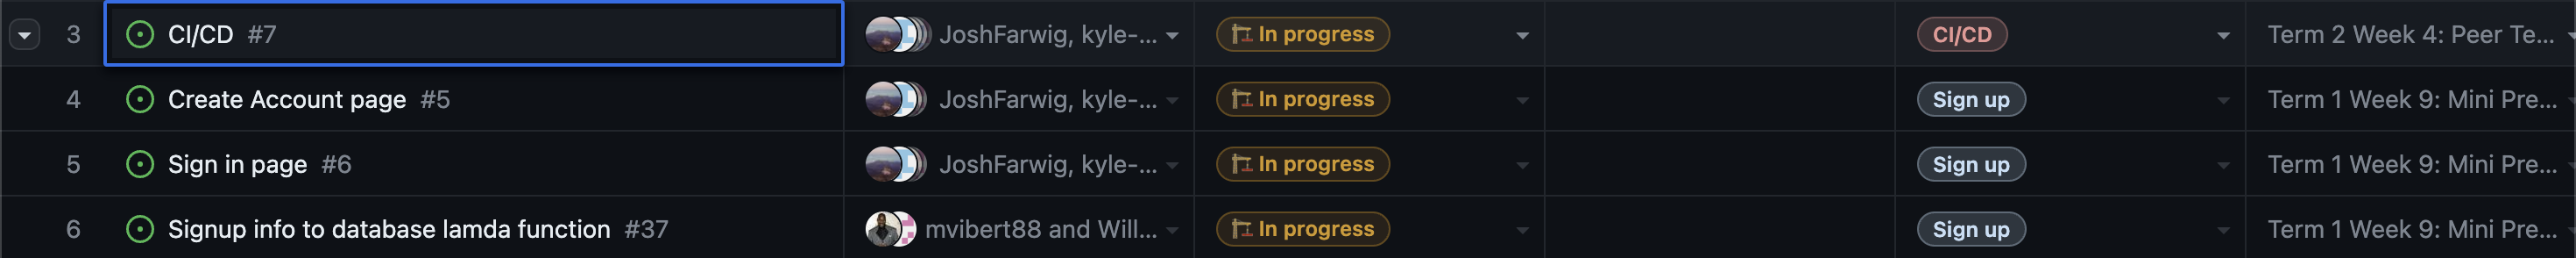 3 CI/CD #7 JoshFarwig, kyle-... In progress CI/CD Term 2 Week 4: Peer Te...
4 Create Account page #5 JoshFarwig, kyle-... In progress Sign up Term 1 Week 9: Mini Pre...
5 Sign in page #6 JoshFarwig, kyle-... In progress Sign up Term 1 Week 9: Mini Pre...
6 Signup info to database lamda function #37 mvibert88 and Will... In progress Sign up Term 1 Week 9: Mini Pre...